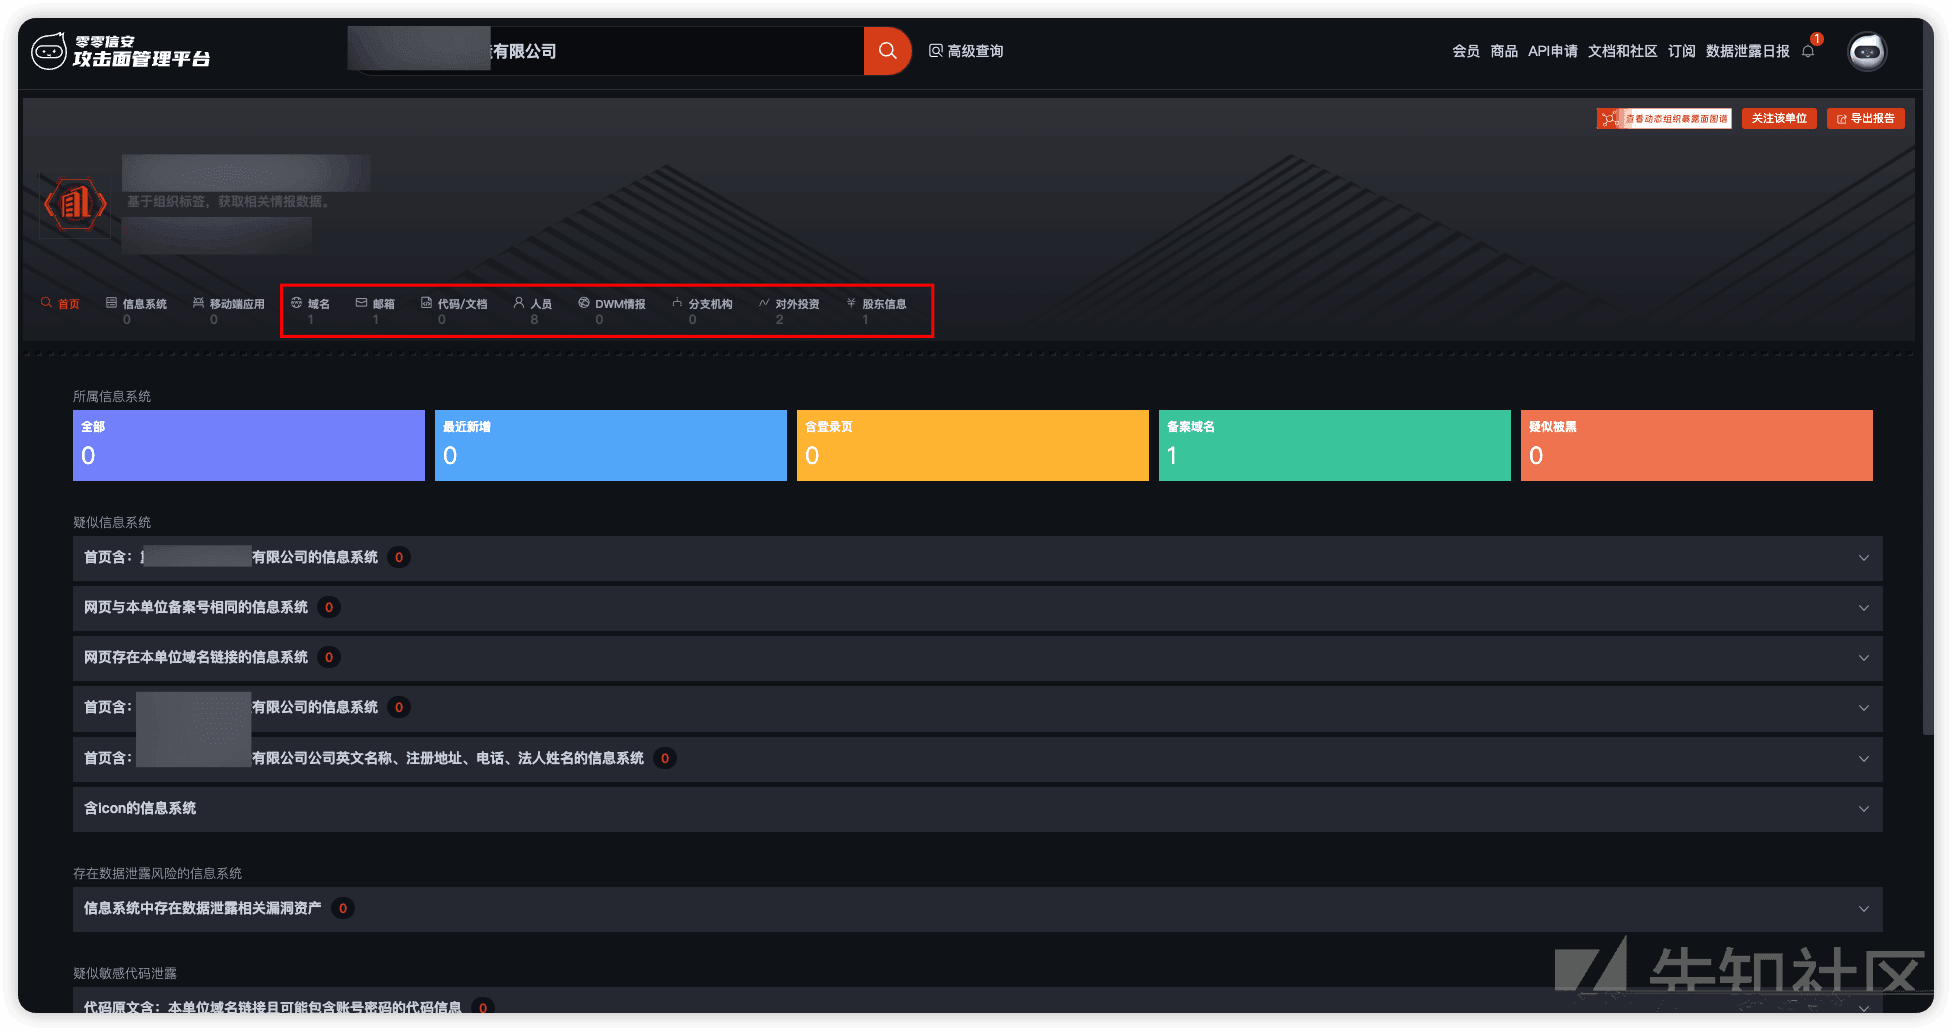 零零信安
攻击面管理平台
有限公司
高级查询
会员 商品 API申请 文档和社区 订阅 数据泄露日报 1
查看动态组织暴露面图谱 关注该单位 导出报告
基于组织标签，获取相关情报数据。
首页 信息系统 移动端应用 域名 邮箱 代码/文档 人员 DWM情报 分支机构 对外投资 股东信息
0 0 1 1 0 8 0 0 2 1
所属信息系统
全部 最近新增 含登录页 备案域名 疑似被黑
0 0 0 1 0
疑似信息系统
首页含： 有限公司的信息系统 0
网页与本单位备案号相同的信息系统 0
网页存在本单位域名链接的信息系统 0
首页含： 有限公司的信息系统 0
首页含： 有限公司公司英文名称、注册地址、电话、法人姓名的信息系统 0
含icon的信息系统
存在数据泄露风险的信息系统
信息系统中存在数据泄露相关漏洞资产 0
疑似敏感代码泄露
代码原文含：本单位域名链接且可能包含账号密码的代码信息 0
先知社区